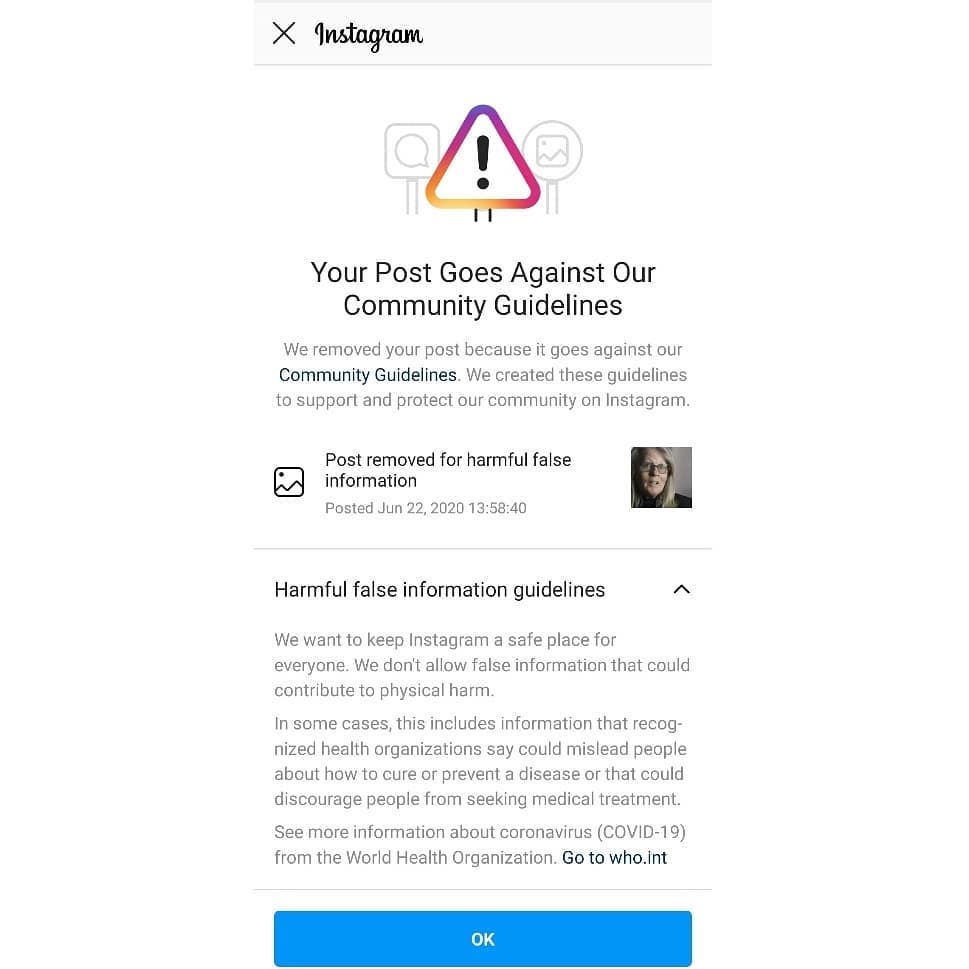 Instagram
Your Post Goes Against Our
Community Guidelines
We removed your post because it goes against our
Community Guidelines. We created these guidelines
to support and protect our community on Instagram.
Post removed for harmful false
information
Posted Jun 22, 2020 13:58:40
Harmful false information guidelines
We want to keep Instagram a safe place for
everyone. We don't allow false information that could
contribute to physical harm.
In some cases, this includes information that recog-
nized health organizations say could mislead people
about how to cure or prevent a disease or that could
discourage people from seeking medical treatment.
See more information about coronavirus (COVID-19)
from the World Health Organization. Go to who.int
OK